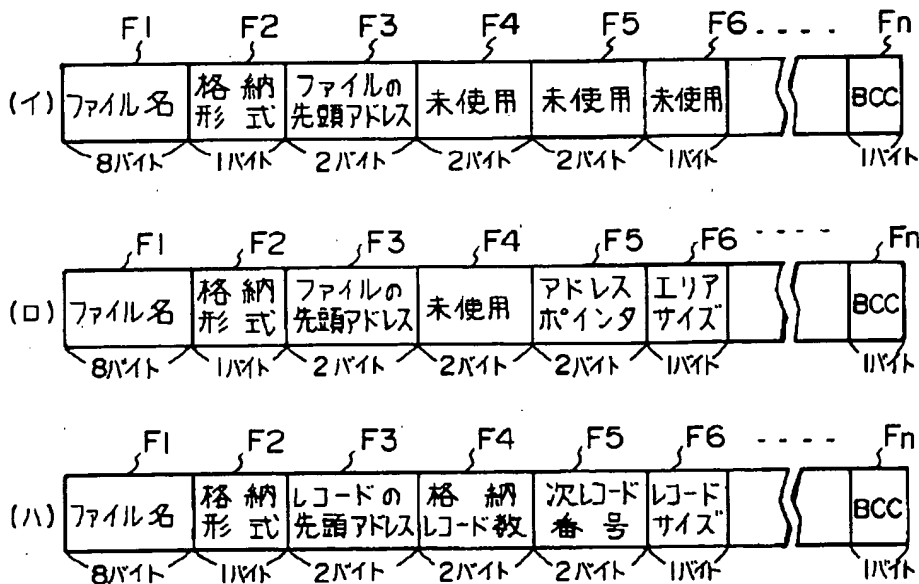 F1 F2 F3 F4 F5 F6 - - - - Fn
(イ) ファイル名 格納形式 ファイルの先頭アドレス 未使用 未使用 未使用 BCC
8バイト 1バイト 2バイト 2バイト 2バイト 1バイト 1バイト
F1 F2 F3 F4 F5 F6 - - - - Fn
(ロ) ファイル名 格納形式 ファイルの先頭アドレス 未使用 アドレスポインタ エリアサイズ BCC
8バイト 1バイト 2バイト 2バイト 2バイト 1バイト 1バイト
F1 F2 F3 F4 F5 F6 - - - - Fn
(ハ) ファイル名 格納形式 レコードの先頭アドレス 格納レコード数 次レコード番号 レコードサイズ BCC
8バイト 1バイト 2バイト 2バイト 2バイト 1バイト 1バイト